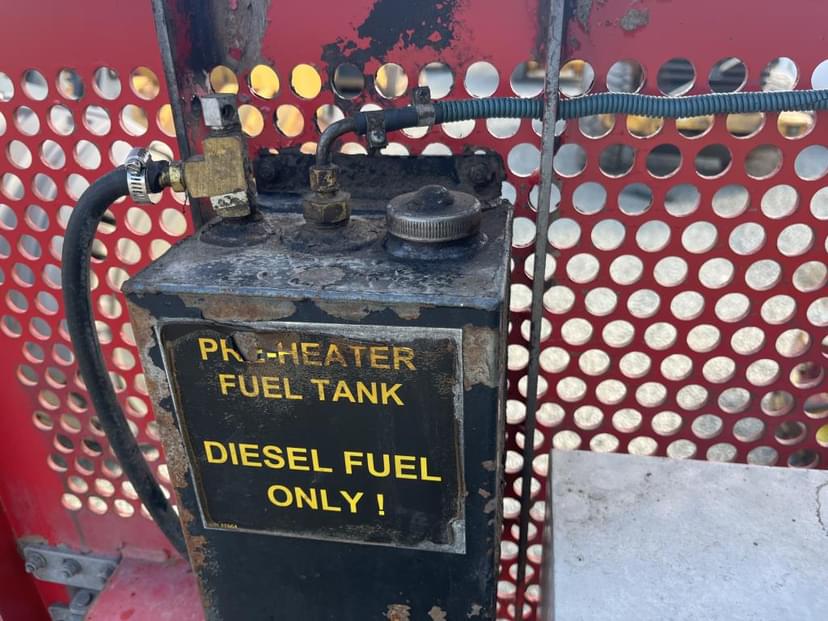 PRE-HEATER
FUEL TANK
DIESEL FUEL
ONLY !